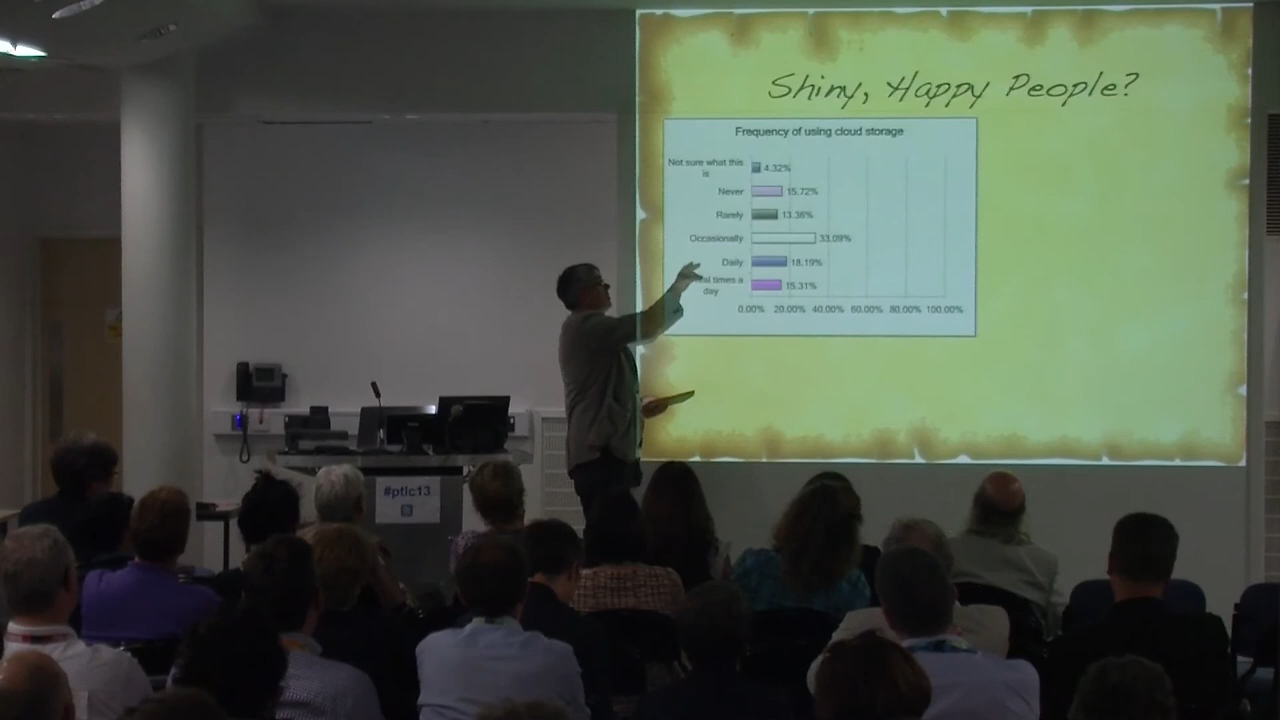 Shiny, Happy People?
Frequency of using cloud storage
Not sure what this
is
4.32%
Never
15.72%
Rarely
13.36%
Occasionally
33.09%
Daily
18.19%
times a
day
15.31%
0.00% 20.00% 40.00% 60.00% 80.00% 100.00%
#ptlc13